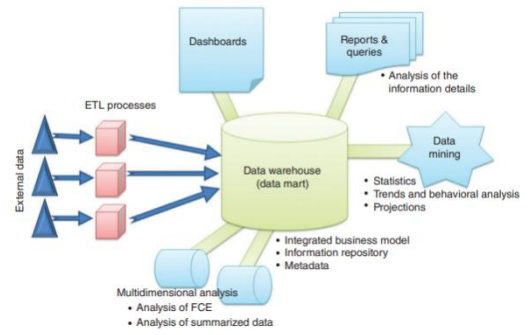 Dashboards
Reports &
queries
• Analysis of the
information details
ETL processes
External data
Data warehouse
(data mart)
Data
mining
• Statistics
• Trends and behavioral analysis
• Projections
• Integrated business model
• Information repository
• Metadata
Multidimensional analysis
• Analysis of FCE
• Analysis of summarized data